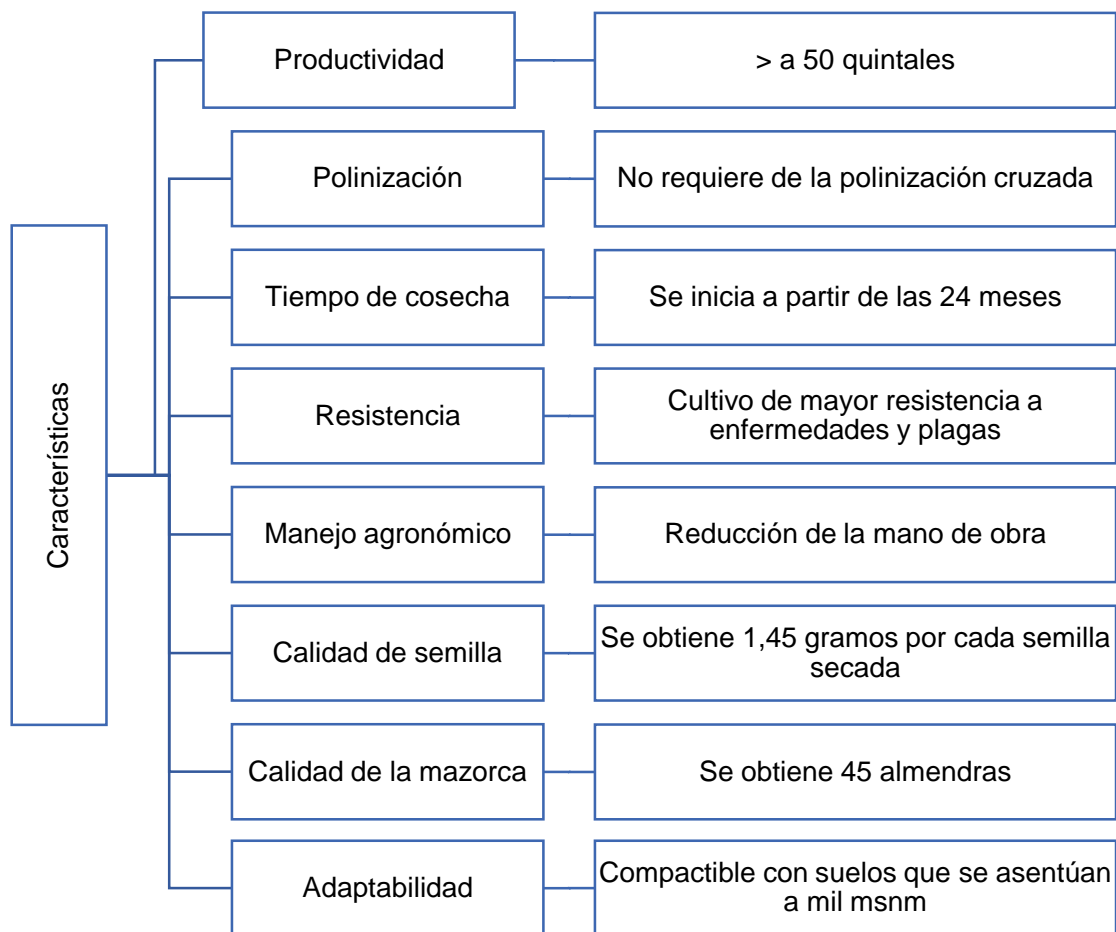 Características
Productividad
> a 50 quintales
Polinización
No requiere de la polinización cruzada
Tiempo de cosecha
Se inicia a partir de las 24 meses
Resistencia
Cultivo de mayor resistencia a
enfermedades y plagas
Manejo agronómico
Reducción de la mano de obra
Calidad de semilla
Se obtiene 1,45 gramos por cada semilla
secada
Calidad de la mazorca
Se obtiene 45 almendras
Adaptabilidad
Compactible con suelos que se asentúan
a mil msnm